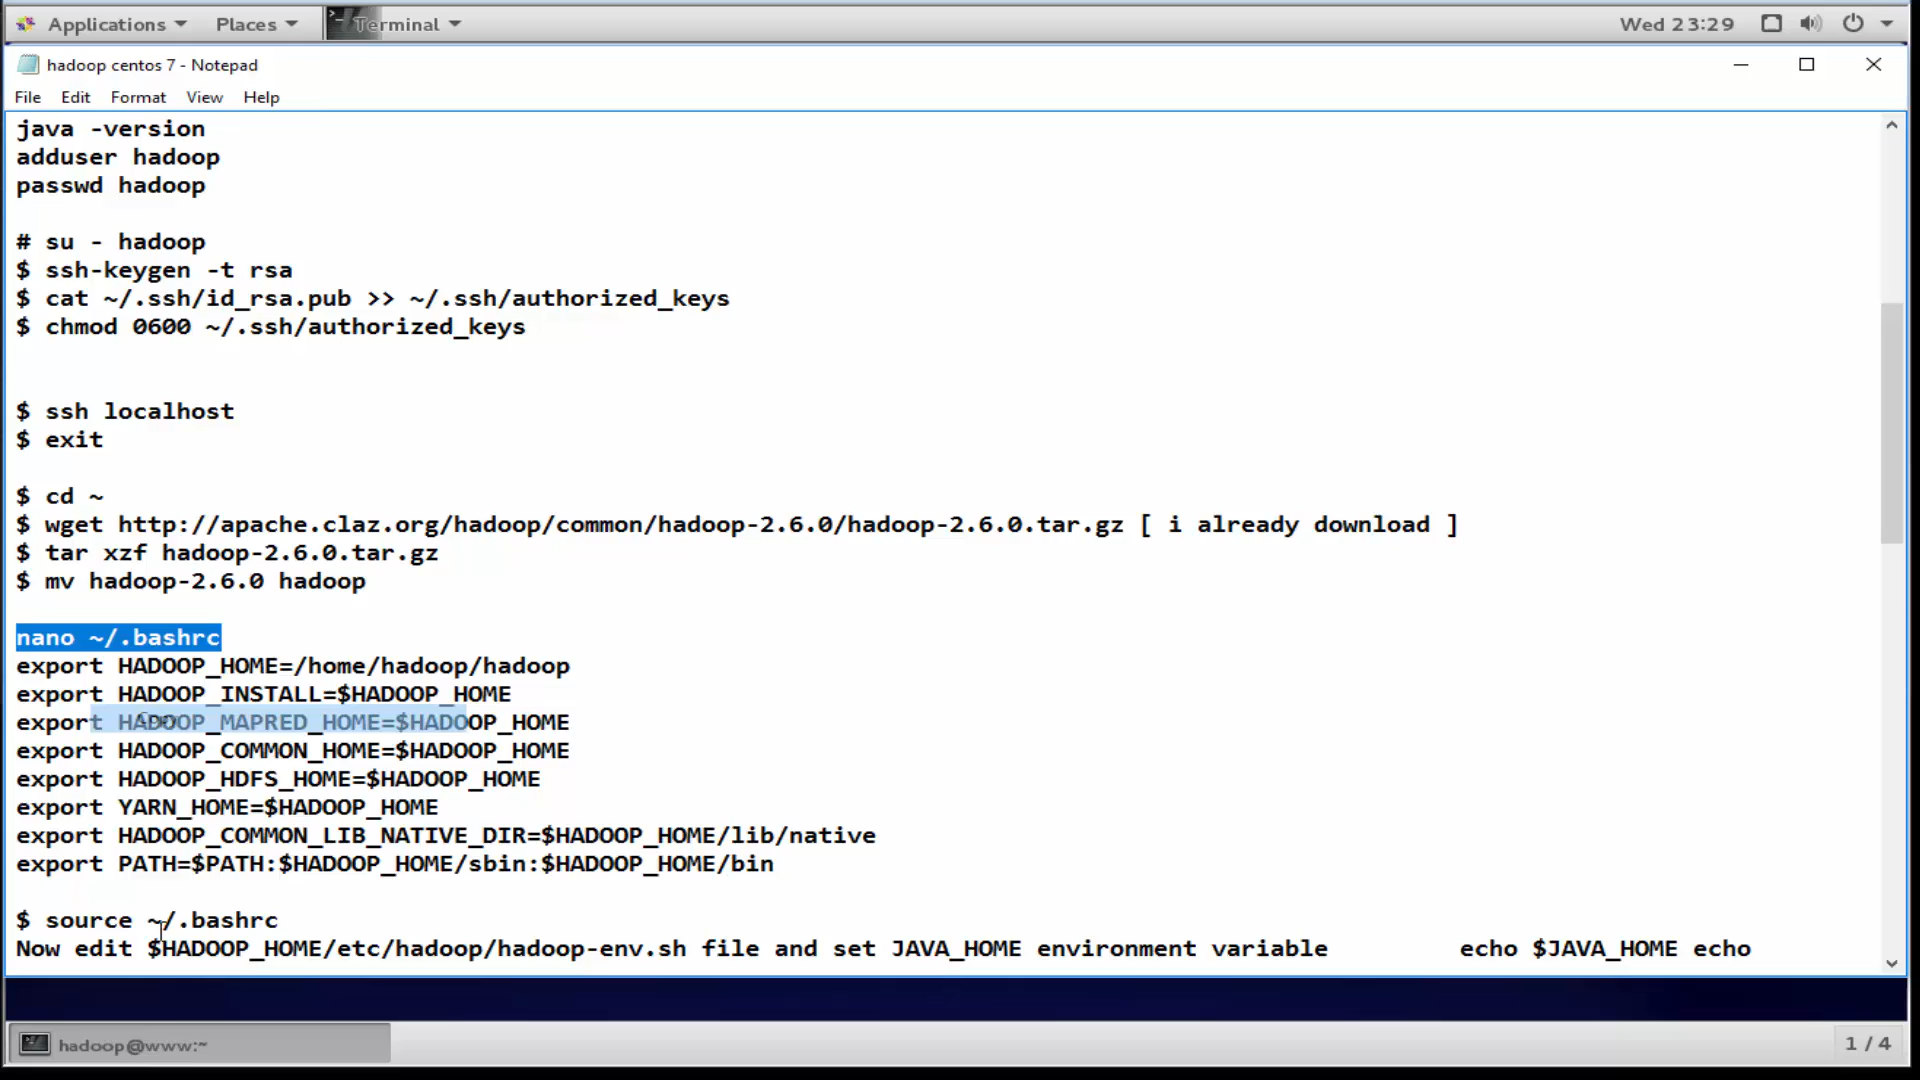 Applications Places Terminal Wed 23:29
hadoop centos 7 - Notepad
File Edit Format View Help
java -version
adduser hadoop
passwd hadoop
# su - hadoop
$ ssh-keygen -t rsa
$ cat ~/.ssh/id_rsa.pub >> ~/.ssh/authorized_keys
$ chmod 0600 ~/.ssh/authorized_keys
$ ssh localhost
$ exit
$ cd ~
$ wget http://apache.claz.org/hadoop/common/hadoop-2.6.0/hadoop-2.6.0.tar.gz [ i already download ]
$ tar xzf hadoop-2.6.0.tar.gz
$ mv hadoop-2.6.0 hadoop
nano ~/.bashrc
export HADOOP_HOME=/home/hadoop/hadoop
export HADOOP_INSTALL=$HADOOP_HOME
export HADOOP_MAPRED_HOME=$HADOOP_HOME
Copy
export HADOOP_COMMON_HOME=$HADOOP_HOME
export HADOOP_HDFS_HOME=$HADOOP_HOME
export YARN_HOME=$HADOOP_HOME
export HADOOP_COMMON_LIB_NATIVE_DIR=$HADOOP_HOME/lib/native
export PATH=$PATH:$HADOOP_HOME/sbin:$HADOOP_HOME/bin
$ source ~/.bashrc
Now edit $HADOOP_HOME/etc/hadoop/hadoop-env.sh file and set JAVA_HOME environment variable echo $JAVA_HOME echo
hadoop@www:~ 1 / 4